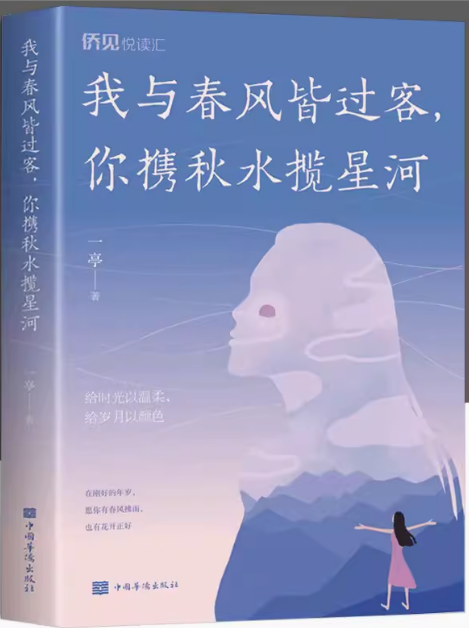 侨见悦读汇
我与春风皆过客，
你携秋水揽星河
一亭——著
给时光以温柔，
给岁月以颜色
在刚好的年岁，
愿你有春风拂面，
也有花开正好
中国华侨出版社
我与春风皆过客，你携秋水揽星河
一亭——著
中国华侨出版社